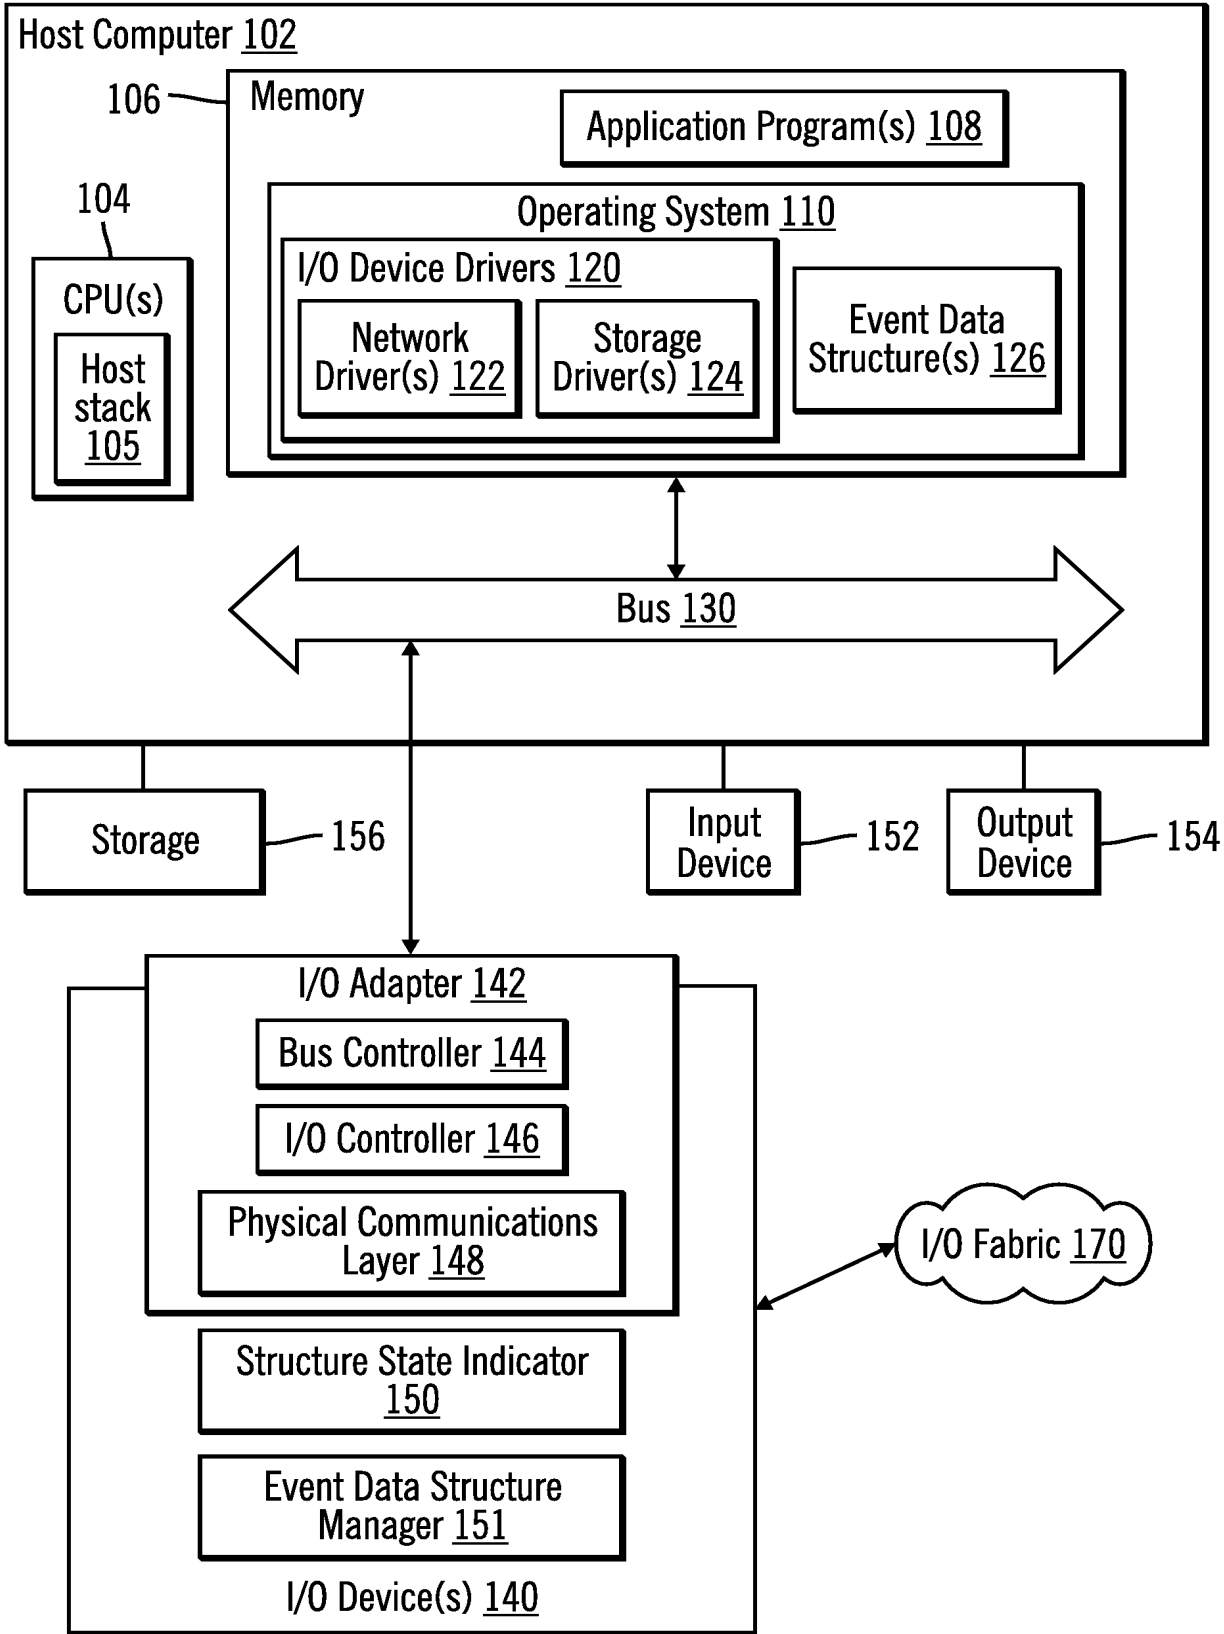 Host Computer 102
106
Memory
Application Program(s) 108
104
Operating System 110
CPU(s)
I/O Device Drivers 120
Host
stack
105
Network
Driver(s) 122
Storage
Driver(s) 124
Event Data
Structure(s) 126
Bus 130
Storage
156
Input
Device
152
Output
Device
154
I/O Adapter 142
Bus Controller 144
I/O Controller 146
Physical Communications
Layer 148
I/O Fabric 170
Structure State Indicator
150
Event Data Structure
Manager 151
I/O Device(s) 140